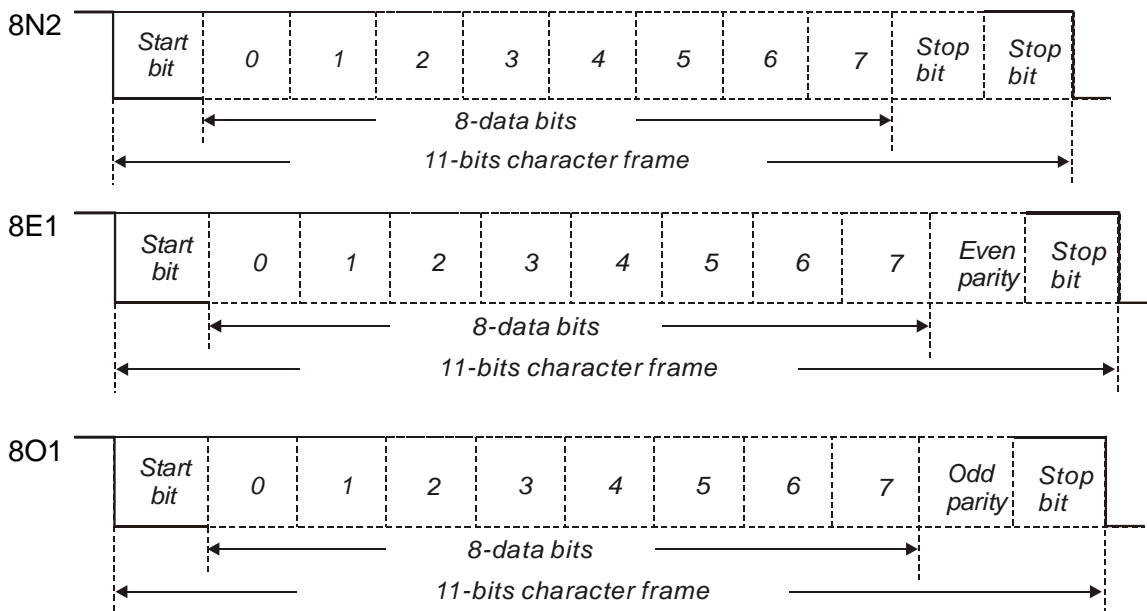 8N2
Start bit 0 1 2 3 4 5 6 7 Stop bit Stop bit
8-data bits
11-bits character frame
8E1
Start bit 0 1 2 3 4 5 6 7 Even parity Stop bit
8-data bits
11-bits character frame
8O1
Start bit 0 1 2 3 4 5 6 7 Odd parity Stop bit
8-data bits
11-bits character frame